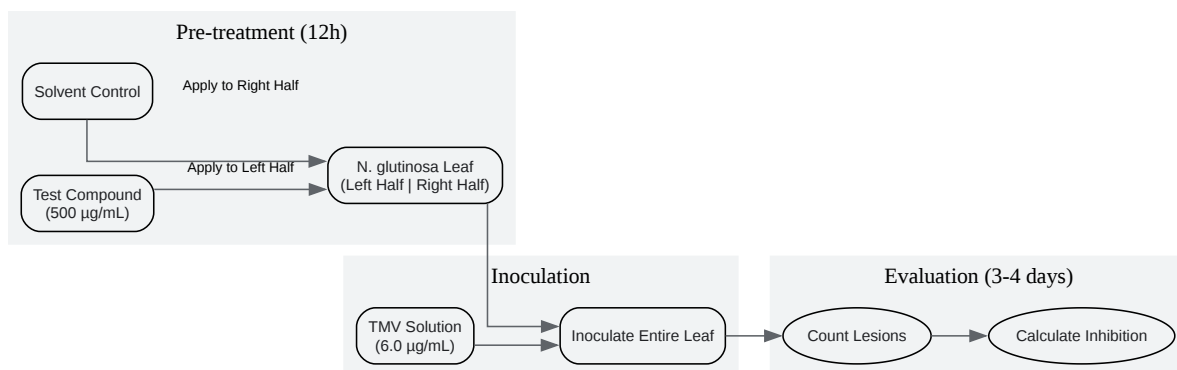 Pre-treatment (12h)
Solvent Control
Apply to Right Half
Apply to Left Half
N. glutinosa Leaf
(Left Half | Right Half)
Test Compound
(500 µg/mL)
Inoculation
TMV Solution
(6.0 µg/mL)
Inoculate Entire Leaf
Evaluation (3-4 days)
Count Lesions
Calculate Inhibition